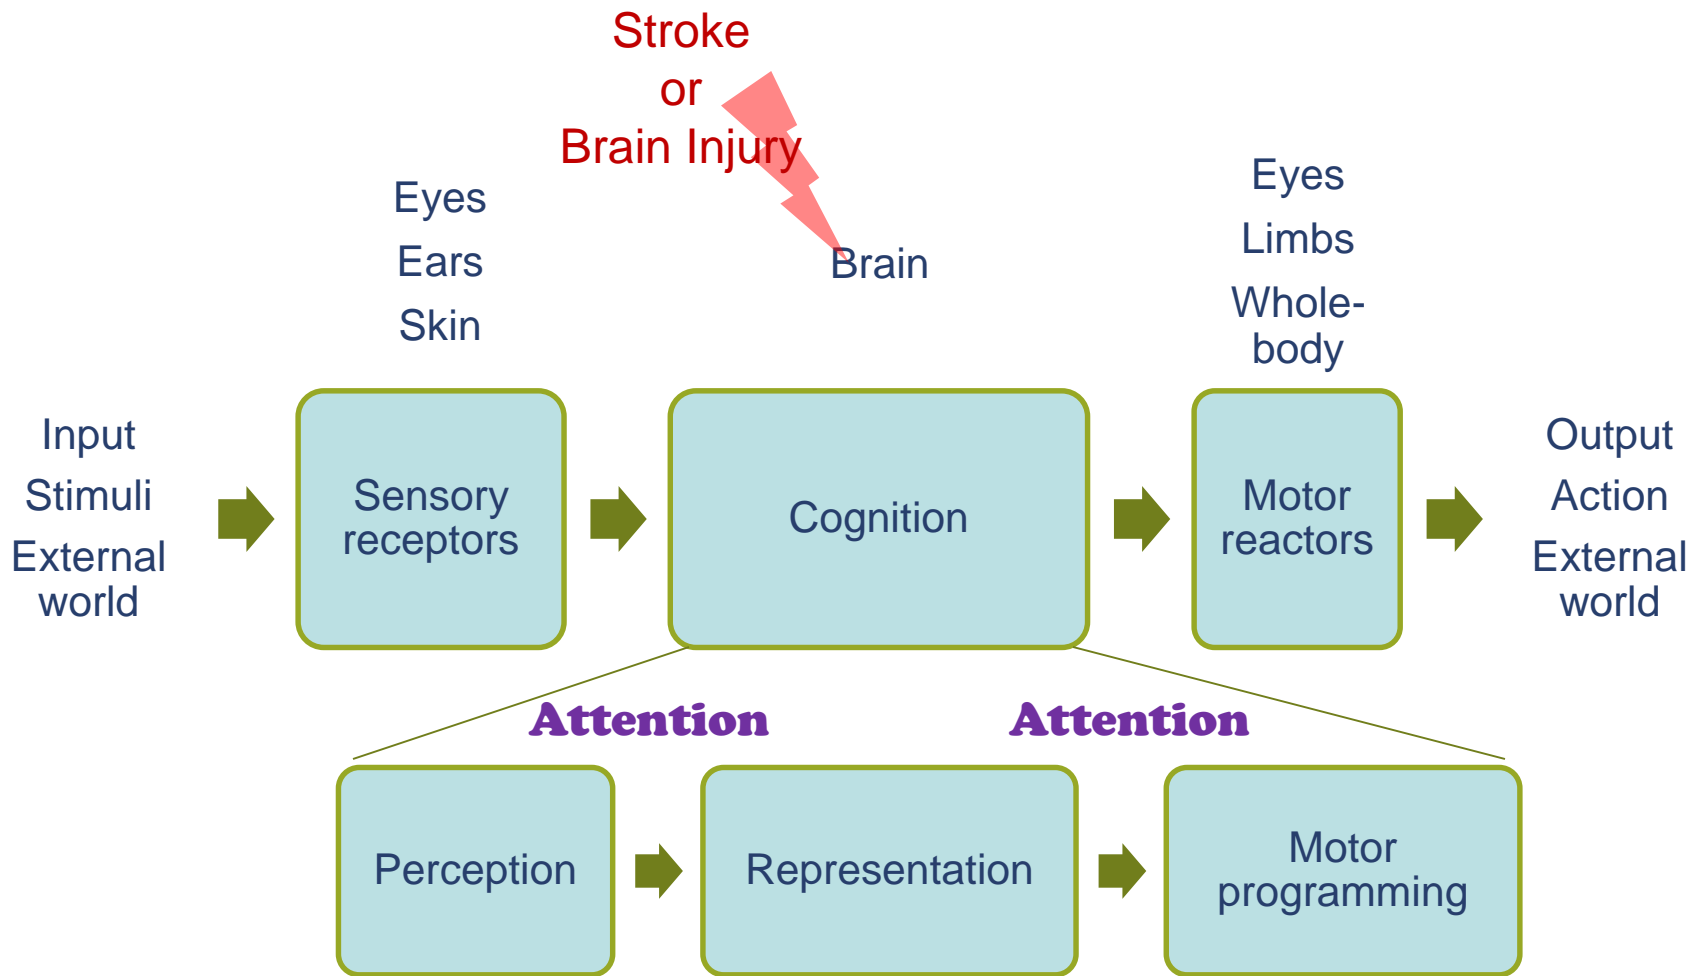 Stroke
or
Brain Injury
Eyes
Ears
Skin
Brain
Eyes
Limbs
Whole-
body
Input
Stimuli
External
world
Sensory
receptors
Cognition
Motor
reactors
Output
Action
External
world
Attention
Attention
Perception
Representation
Motor
programming